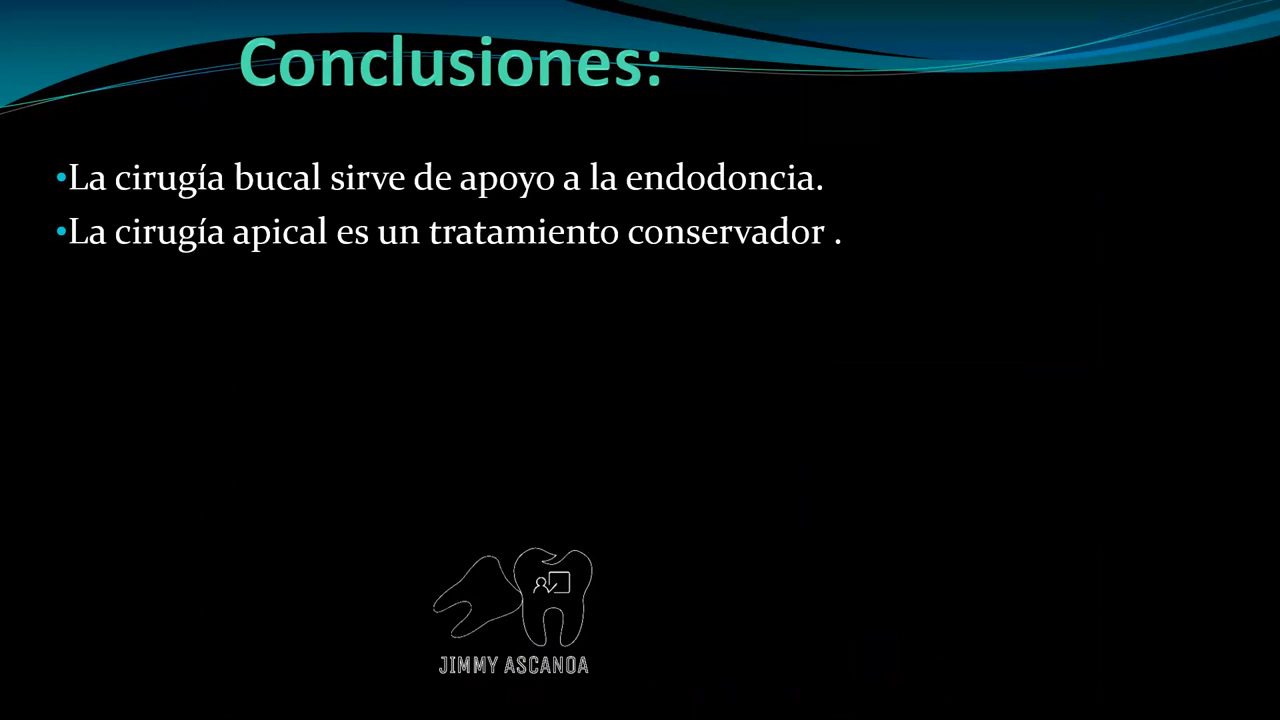 Conclusiones:
•La cirugía bucal sirve de apoyo a la endodoncia.
•La cirugía apical es un tratamiento conservador .
JIMMY ASCANOA